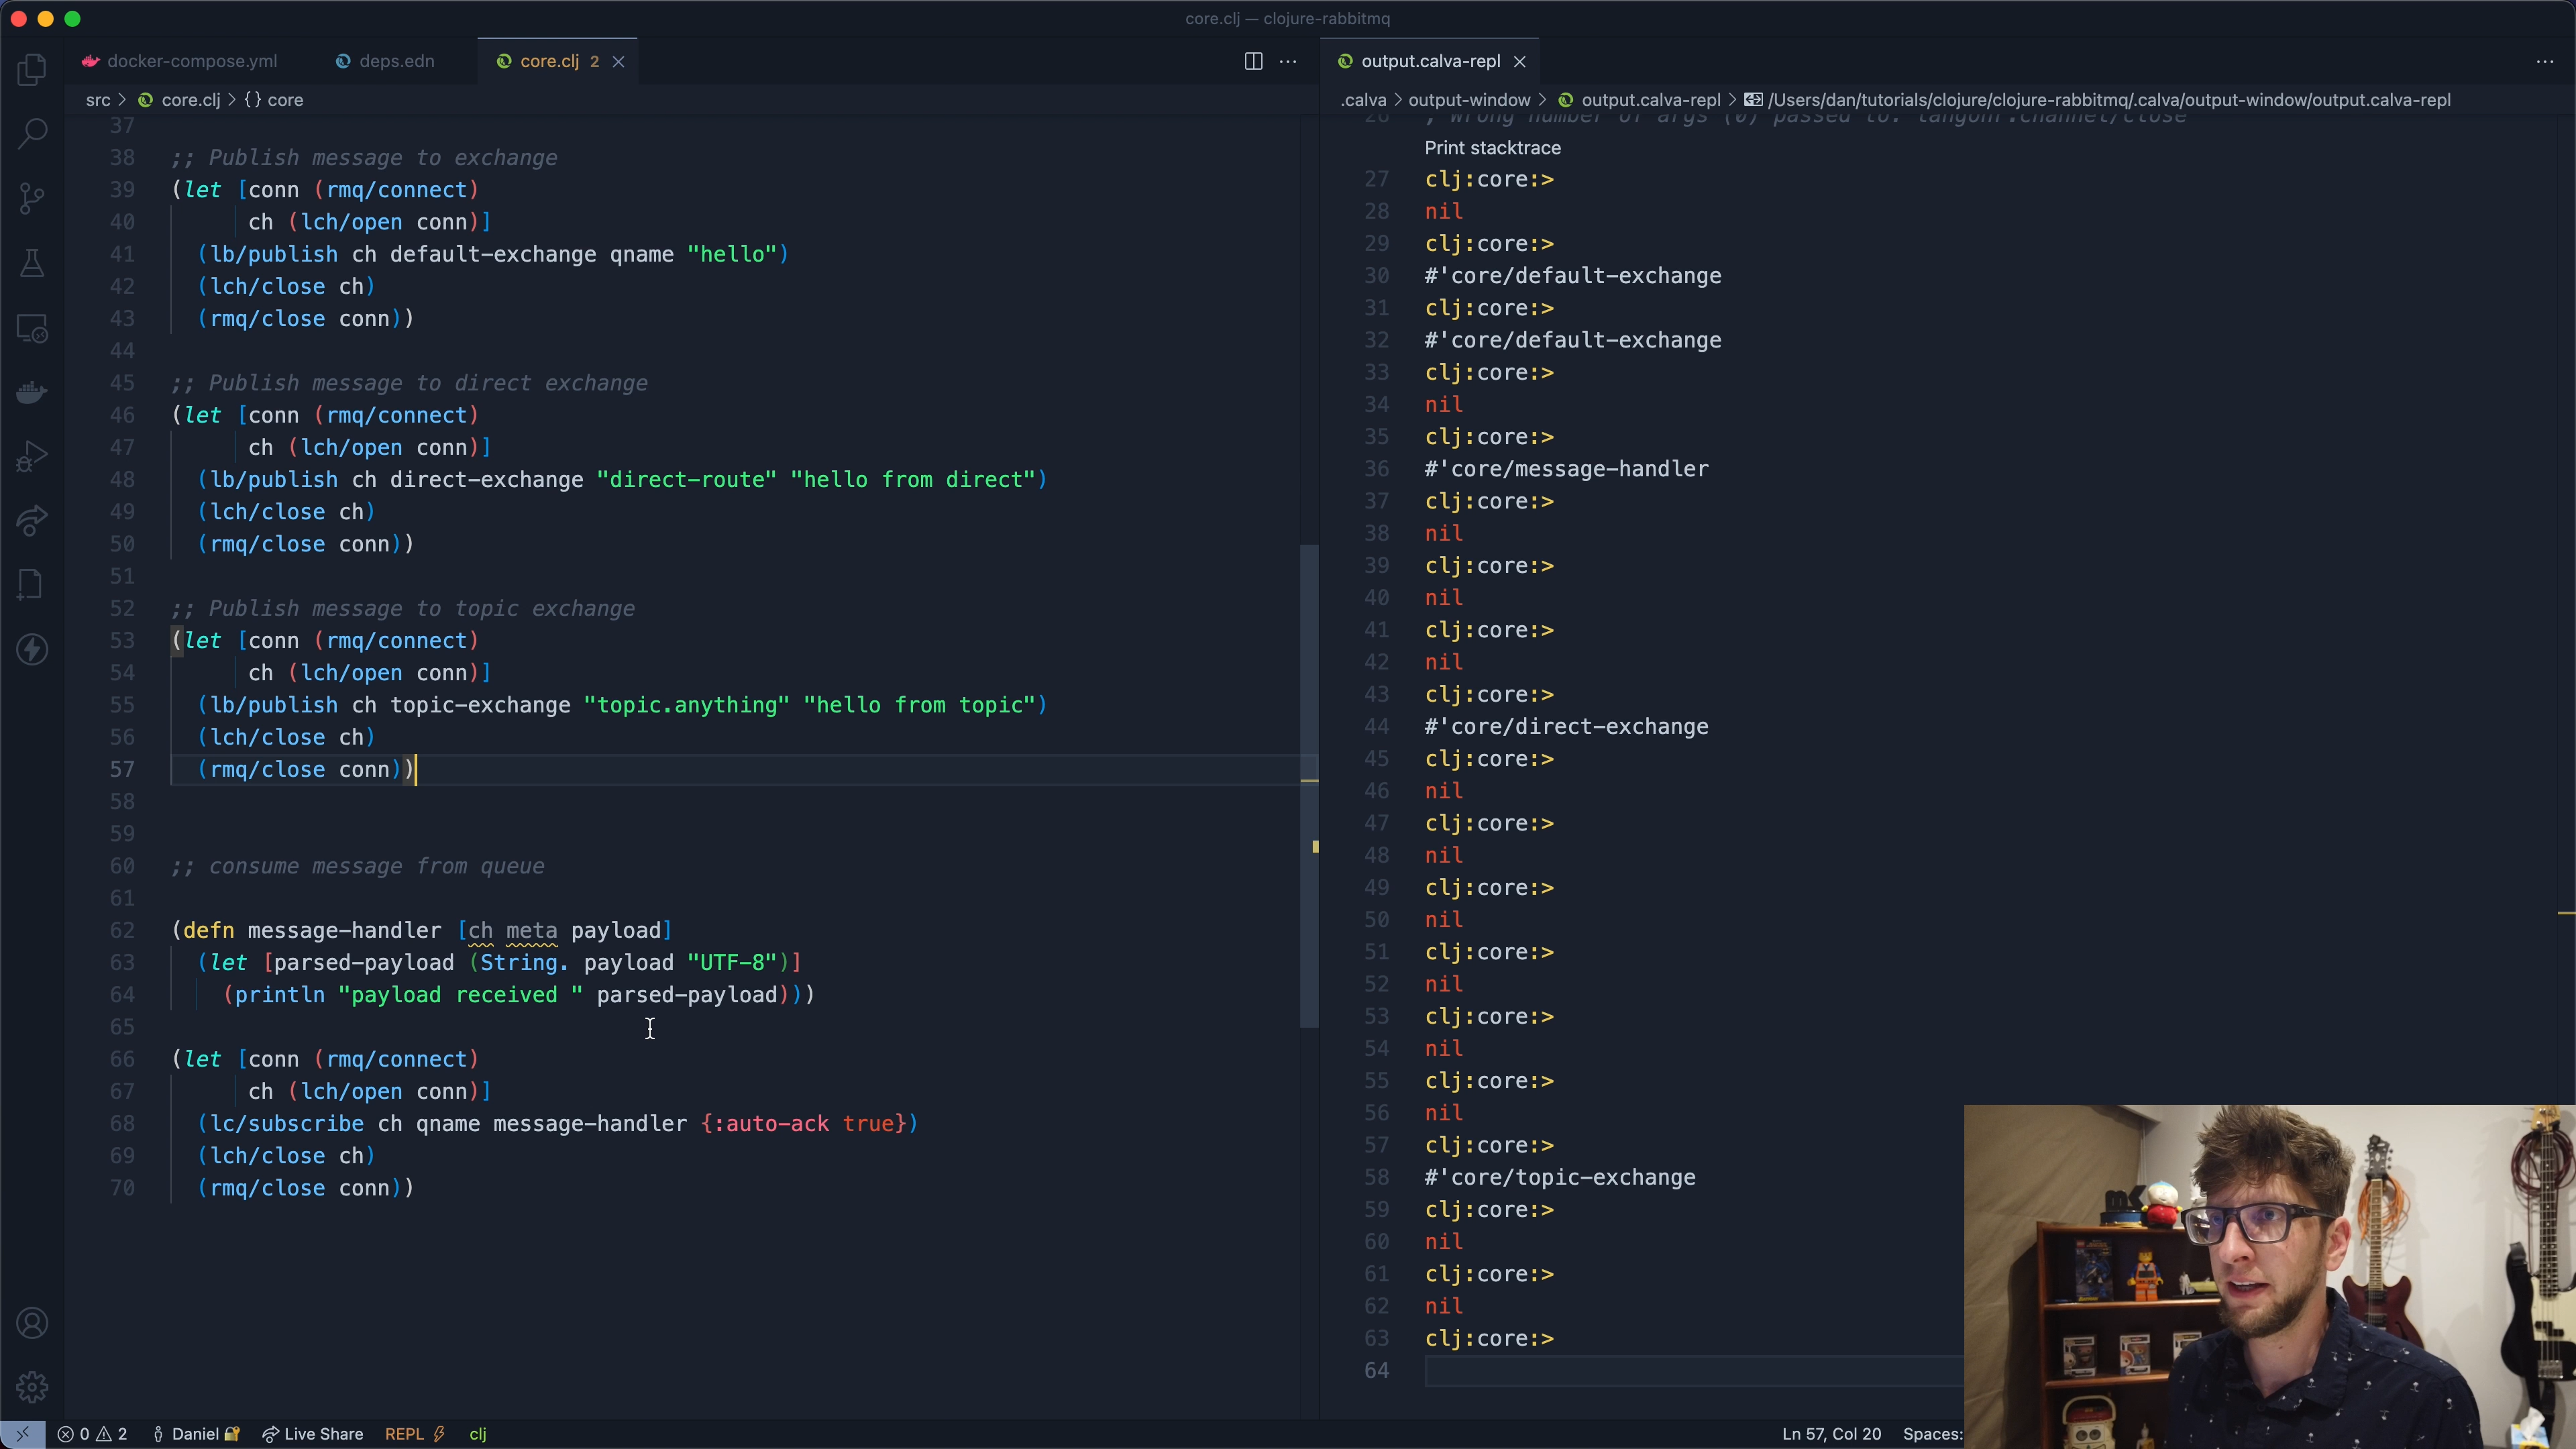 core.clj — clojure-rabbitmq
docker-compose.yml deps.edn core.clj 2
output.calva-repl
src > core.clj > {} core
.calva > output-window > output.calva-repl > /Users/dan/tutorials/clojure/clojure-rabbitmq/.calva/output-window/output.calva-repl
37
38 ;; Publish message to exchange
39 (let [conn (rmq/connect)
40 ch (lch/open conn)]
41 (lb/publish ch default-exchange qname "hello")
42 (lch/close ch)
43 (rmq/close conn))
44
45 ;; Publish message to direct exchange
46 (let [conn (rmq/connect)
47 ch (lch/open conn)]
48 (lb/publish ch direct-exchange "direct-route" "hello from direct")
49 (lch/close ch)
50 (rmq/close conn))
51
52 ;; Publish message to topic exchange
53 (let [conn (rmq/connect)
54 ch (lch/open conn)]
55 (lb/publish ch topic-exchange "topic.anything" "hello from topic")
56 (lch/close ch)
57 (rmq/close conn))
58
59
60 ;; consume message from queue
61
62 (defn message-handler [ch meta payload]
63 (let [parsed-payload (String. payload "UTF-8")]
64 (println "payload received " parsed-payload)))
65
66 (let [conn (rmq/connect)
67 ch (lch/open conn)]
68 (lc/subscribe ch qname message-handler {:auto-ack true})
69 (lch/close ch)
70 (rmq/close conn))
26 ; Wrong number of args (0) passed to: langohr.channel/close
Print stacktrace
27 clj:core:>
28 nil
29 clj:core:>
30 #'core/default-exchange
31 clj:core:>
32 #'core/default-exchange
33 clj:core:>
34 nil
35 clj:core:>
36 #'core/message-handler
37 clj:core:>
38 nil
39 clj:core:>
40 nil
41 clj:core:>
42 nil
43 clj:core:>
44 #'core/direct-exchange
45 clj:core:>
46 nil
47 clj:core:>
48 nil
49 clj:core:>
50 nil
51 clj:core:>
52 nil
53 clj:core:>
54 nil
55 clj:core:>
56 nil
57 clj:core:>
58 #'core/topic-exchange
59 clj:core:>
60 nil
61 clj:core:>
62 nil
63 clj:core:>
64
0 2 Daniel Live Share REPL clj
Ln 57, Col 20 Spaces: